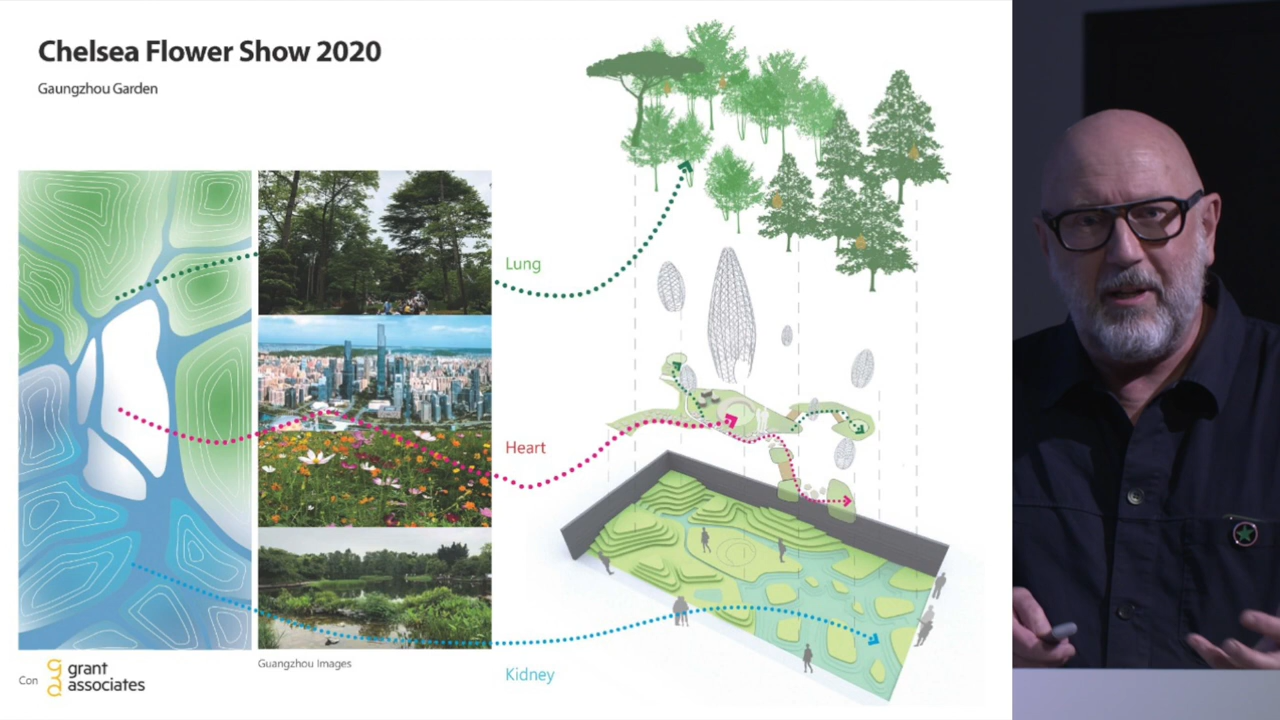 Chelsea Flower Show 2020
Gaungzhou Garden
Lung
Heart
Kidney
Guangzhou Images
Con
grant
associates